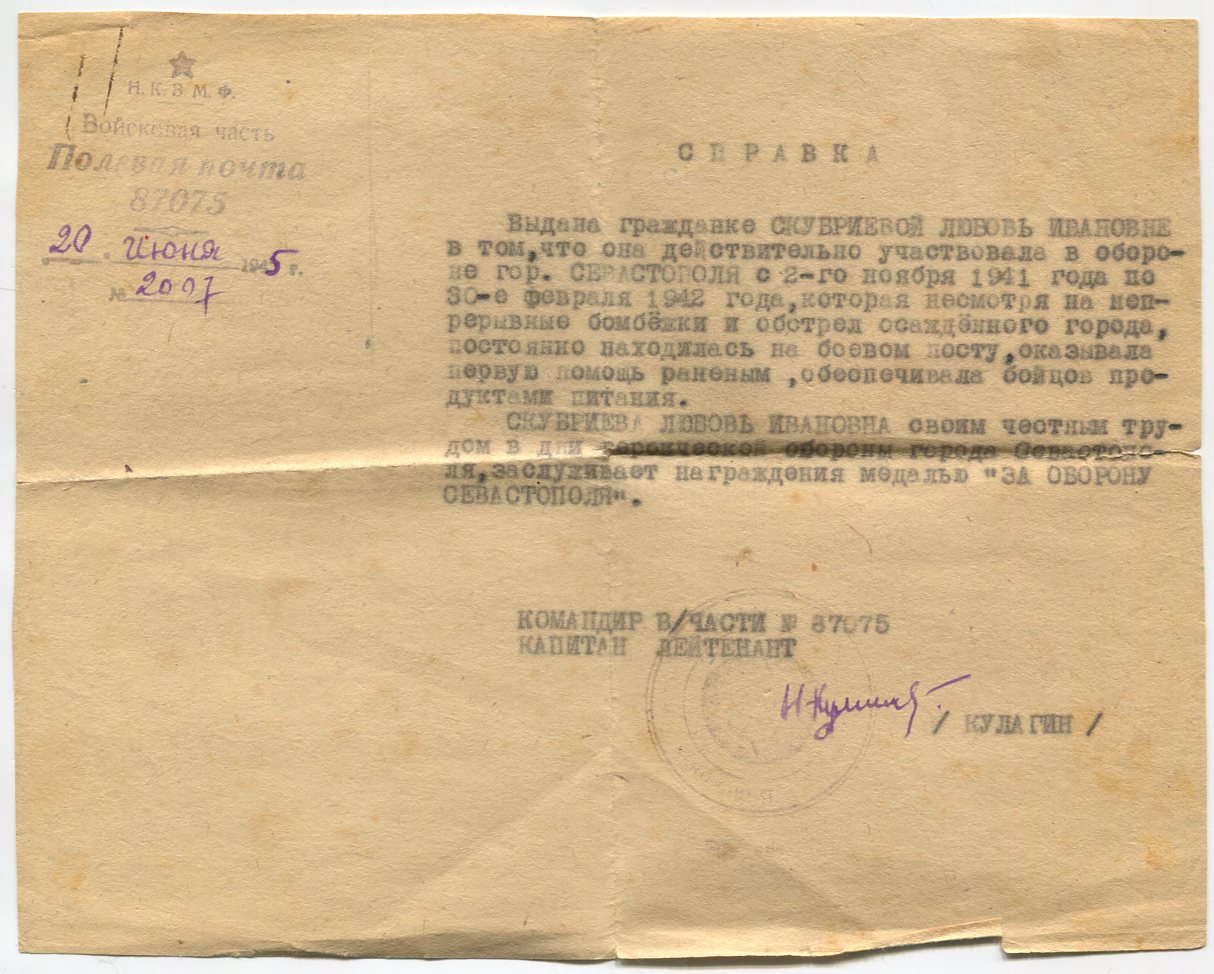 Н. К. В. М. Ф.
Войсковая часть
Полевая почта
87075
20 . Июня 1945 г.
№ 2007
СПРАВКА
Выдана гражданке СКУБРИЕВОЙ ЛЮБОВЬ ИВАНОВНЕ
в том,что она действительно участвовала в оборо-
не гор. СЕВАСТОПОЛЯ с 2-го ноября 1941 года по
30-е февраля 1942 года,которая несмотря на неп-
рерывные бомбёжки и обстрел осаждённого города,
постоянно находилась на боевом посту,оказывала
первую помощь раненым ,обеспечивала бойцов про-
дуктами питания.
СКУБРИЕВА ЛЮБОВЬ ИВАНОВНА своим честным тру-
дом в дни героической обороны города Севастопо-
ля,заслуживает награждения медалью "ЗА ОБОРОНУ
СЕВАСТОПОЛЯ".
КОМАНДИР В/ЧАСТИ № 87075
КАПИТАН ЛЕЙТЕНАНТ
/ КУЛАГИН /